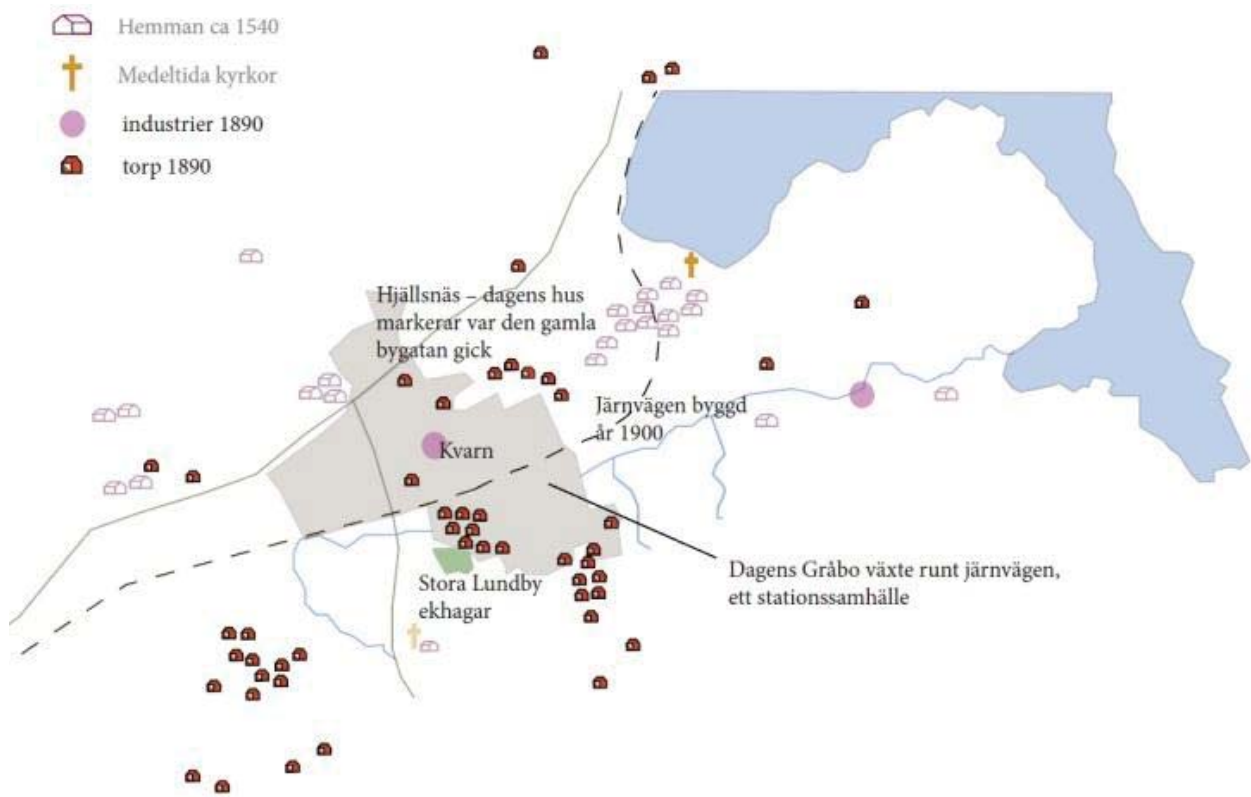 Hemman ca 1540
Medeltida kyrkor
industrier 1890
torp 1890
Hjällsnäs – dagens hus
markerar var den gamla
bygatan gick
Järnvägen byggd
år 1900
Kvarn
Dagens Gråbo växte runt järnvägen,
ett stationssamhälle
Stora Lundby
ekhagar